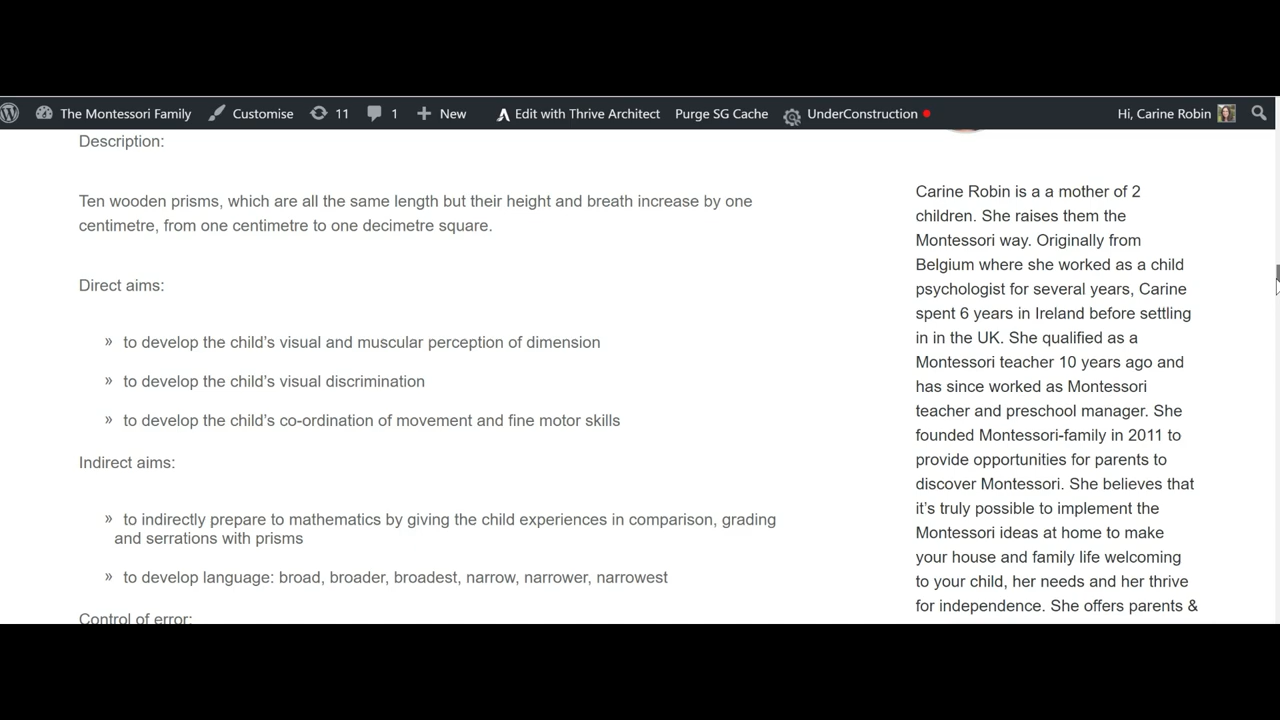 The Montessori Family Customise 11 1 New Edit with Thrive Architect Purge SG Cache UnderConstruction Hi, Carine Robin
Description:
Ten wooden prisms, which are all the same length but their height and breath increase by one
centimetre, from one centimetre to one decimetre square.
Direct aims:
» to develop the child's visual and muscular perception of dimension
» to develop the child's visual discrimination
» to develop the child's co-ordination of movement and fine motor skills
Indirect aims:
» to indirectly prepare to mathematics by giving the child experiences in comparison, grading
and serrations with prisms
» to develop language: broad, broader, broadest, narrow, narrower, narrowest
Control of error:
Carine Robin is a a mother of 2
children. She raises them the
Montessori way. Originally from
Belgium where she worked as a child
psychologist for several years, Carine
spent 6 years in Ireland before settling
in in the UK. She qualified as a
Montessori teacher 10 years ago and
has since worked as Montessori
teacher and preschool manager. She
founded Montessori-family in 2011 to
provide opportunities for parents to
discover Montessori. She believes that
it's truly possible to implement the
Montessori ideas at home to make
your house and family life welcoming
to your child, her needs and her thrive
for independence. She offers parents &